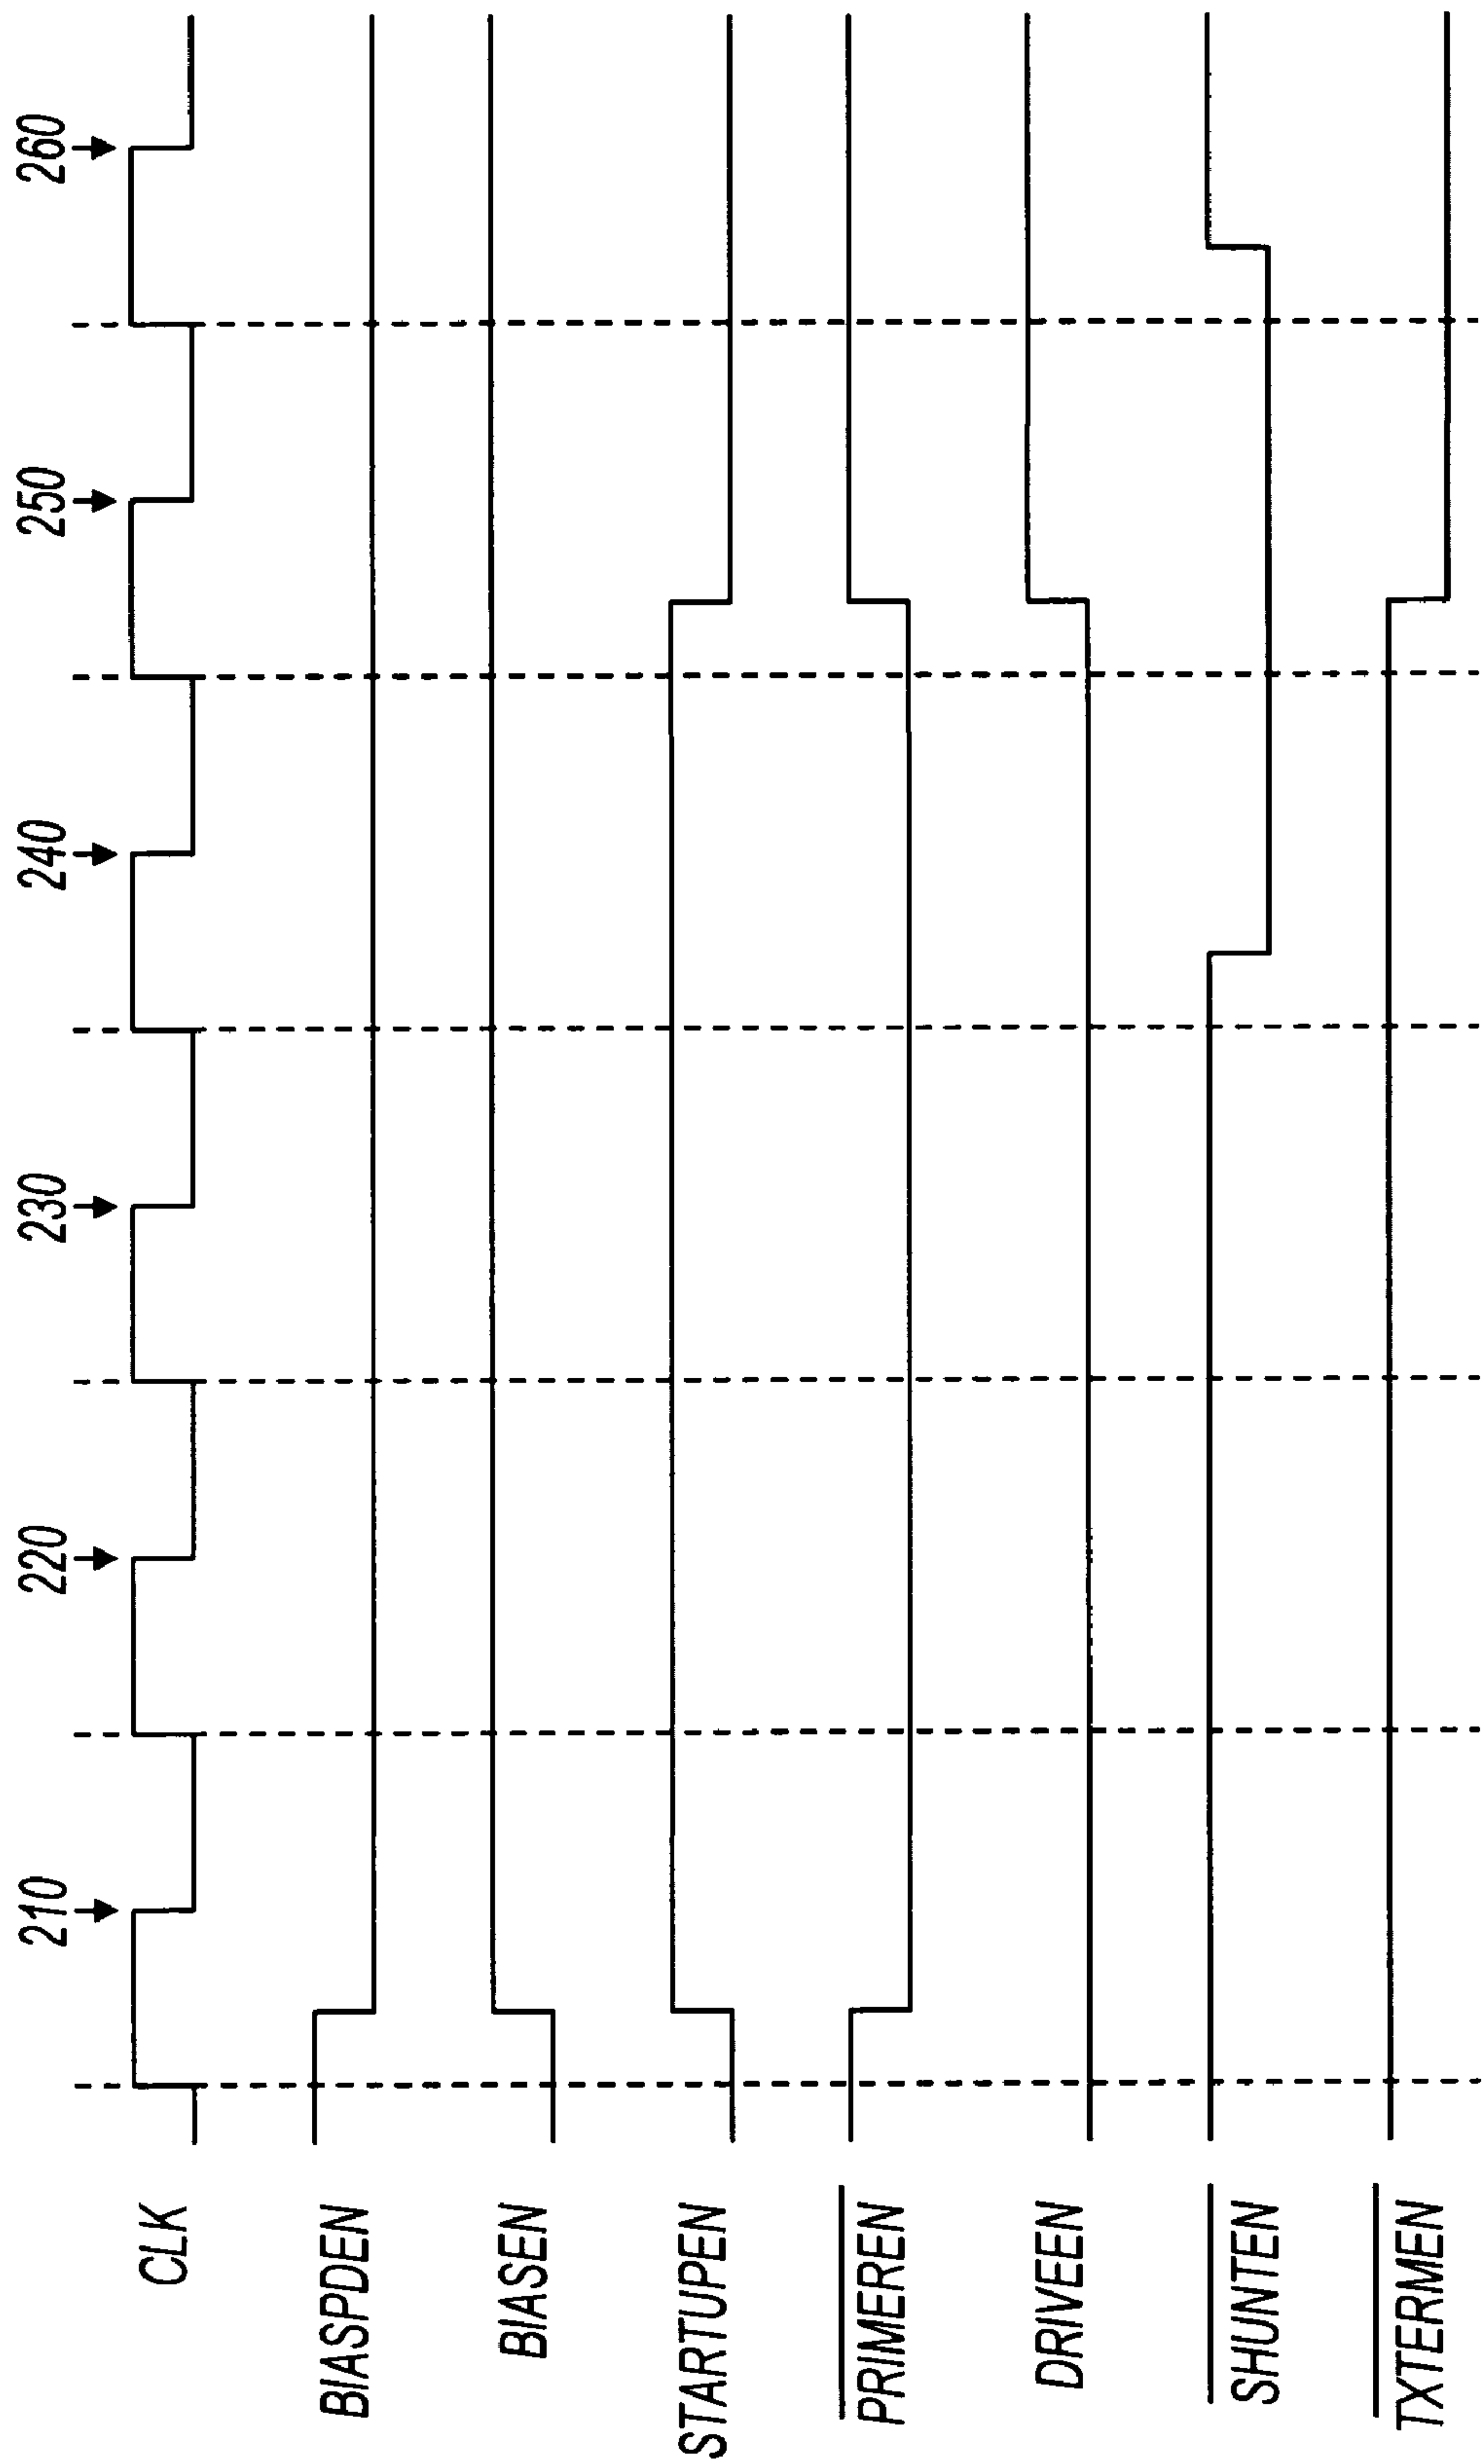 210 220 230 240 250 260
CLK
BIASPDEN
BIASEN
STARTUPEN
PRIMEREN
DRIVEEN
SHUNTEN
TXTERMEN